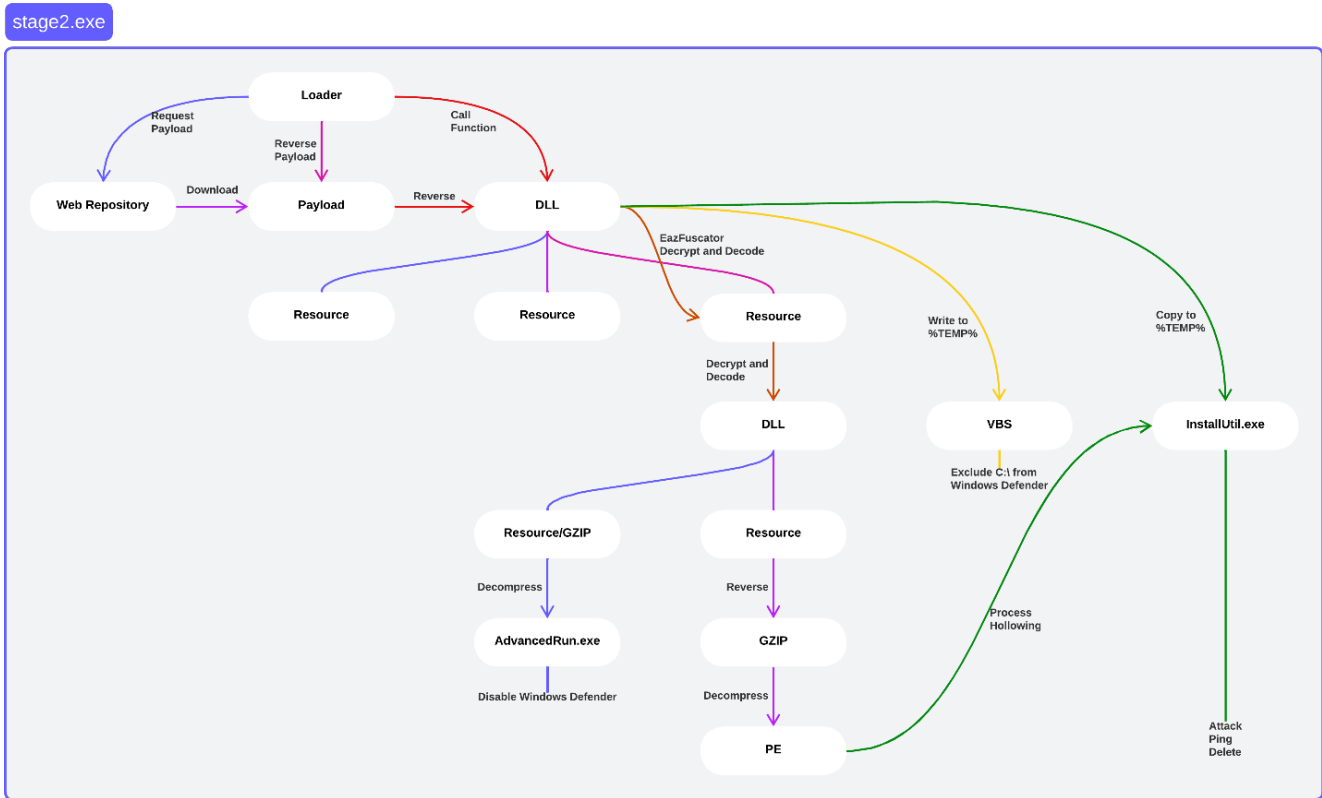 stage2.exe
Loader
Request
Payload
Reverse
Payload
Call
Function
Web Repository
Download
Payload
Reverse
DLL
EazFuscator
Decrypt and Decode
Resource
Resource
Resource
Write to
%TEMP%
Copy to
%TEMP%
Decrypt and
Decode
DLL
VBS
InstallUtil.exe
Exclude C:\ from
Windows Defender
Resource/GZIP
Resource
Decompress
Reverse
Process
Hollowing
AdvancedRun.exe
GZIP
Disable Windows Defender
Decompress
PE
Attack
Ping
Delete